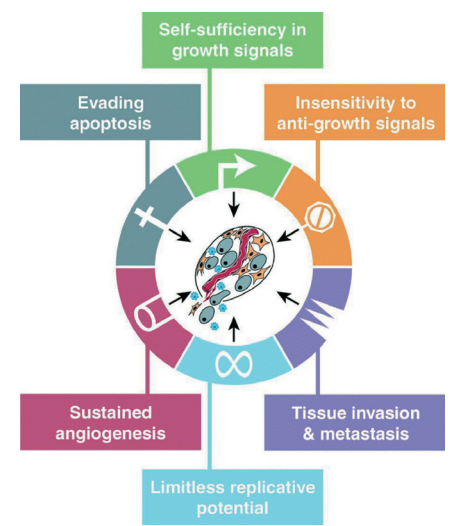 Self-sufficiency in
growth signals
Evading
apoptosis
Insensitivity to
anti-growth signals
Sustained
angiogenesis
Tissue invasion
& metastasis
Limitless replicative
potential